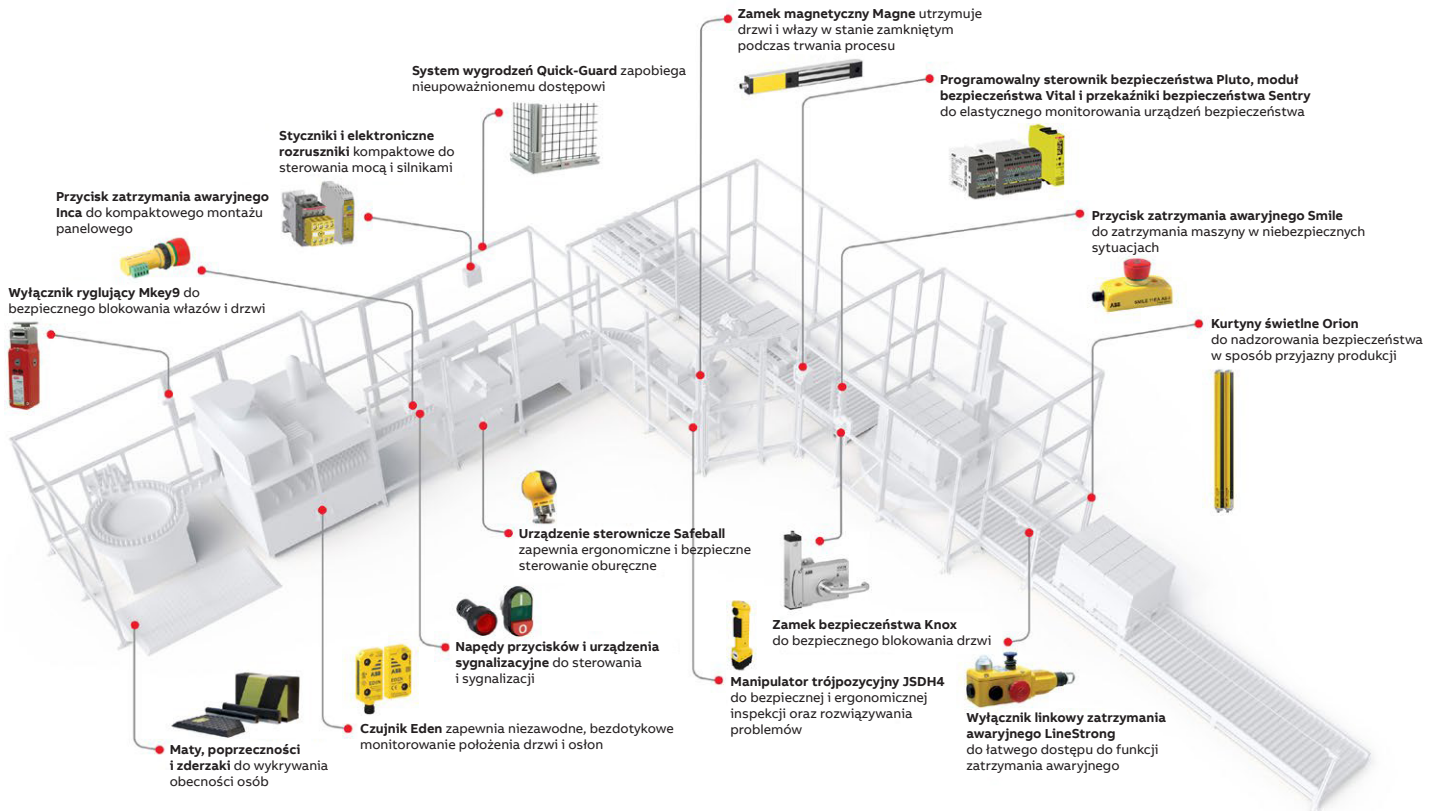 Zamek magnetyczny Magne utrzymuje
drzwi i włazy w stanie zamkniętym
podczas trwania procesu
System wygrodzeń Quick-Guard zapobiega
nieupoważnionemu dostępowi
Programowalny sterownik bezpieczeństwa Pluto, moduł
bezpieczeństwa Vital i przekaźniki bezpieczeństwa Sentry
do elastycznego monitorowania urządzeń bezpieczeństwa
Styczniki i elektroniczne
rozruszniki kompaktowe do
sterowania mocą i silnikami
Przycisk zatrzymania awaryjnego
Inca do kompaktowego montażu
panelowego
Przycisk zatrzymania awaryjnego Smile
do zatrzymania maszyny w niebezpiecznych
sytuacjach
ABB
Wyłącznik ryglujący Mkey9 do
bezpiecznego blokowania włazów i drzwi
Kurtyny świetlne Orion
do nadzorowania bezpieczeństwa
w sposób przyjazny produkcji
Urządzenie sterownicze Safeball
zapewnia ergonomiczne i bezpieczne
sterowanie oburęczne
ABB
Zamek bezpieczeństwa Knox
do bezpiecznego blokowania drzwi
Napędy przycisków i urządzenia
sygnalizacyjne do sterowania
i sygnalizacji
ABB
ABB
Manipulator trójpozycyjny JSDH4
do bezpiecznej i ergonomicznej
inspekcji oraz rozwiązywania
problemów
Wyłącznik linkowy zatrzymania
awaryjnego LineStrong
do łatwego dostępu do funkcji
zatrzymania awaryjnego
Czujnik Eden zapewnia niezawodne, bezdotykowe
monitorowanie położenia drzwi i osłon
Maty, poprzeczności
i zderzaki do wykrywania
obecności osób